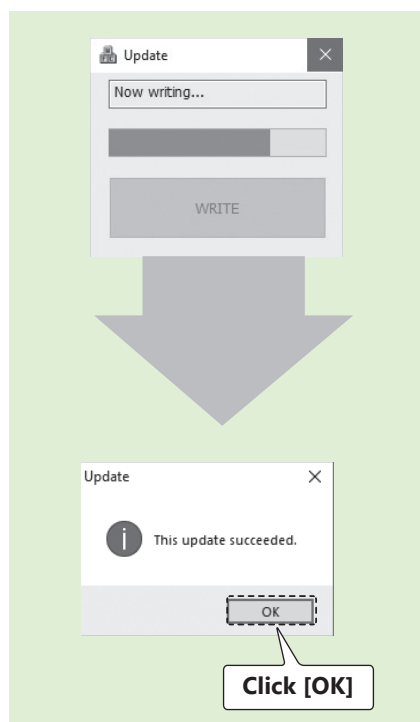 Update
Now writing...
WRITE
Update
This update succeeded.
OK
Click [OK]